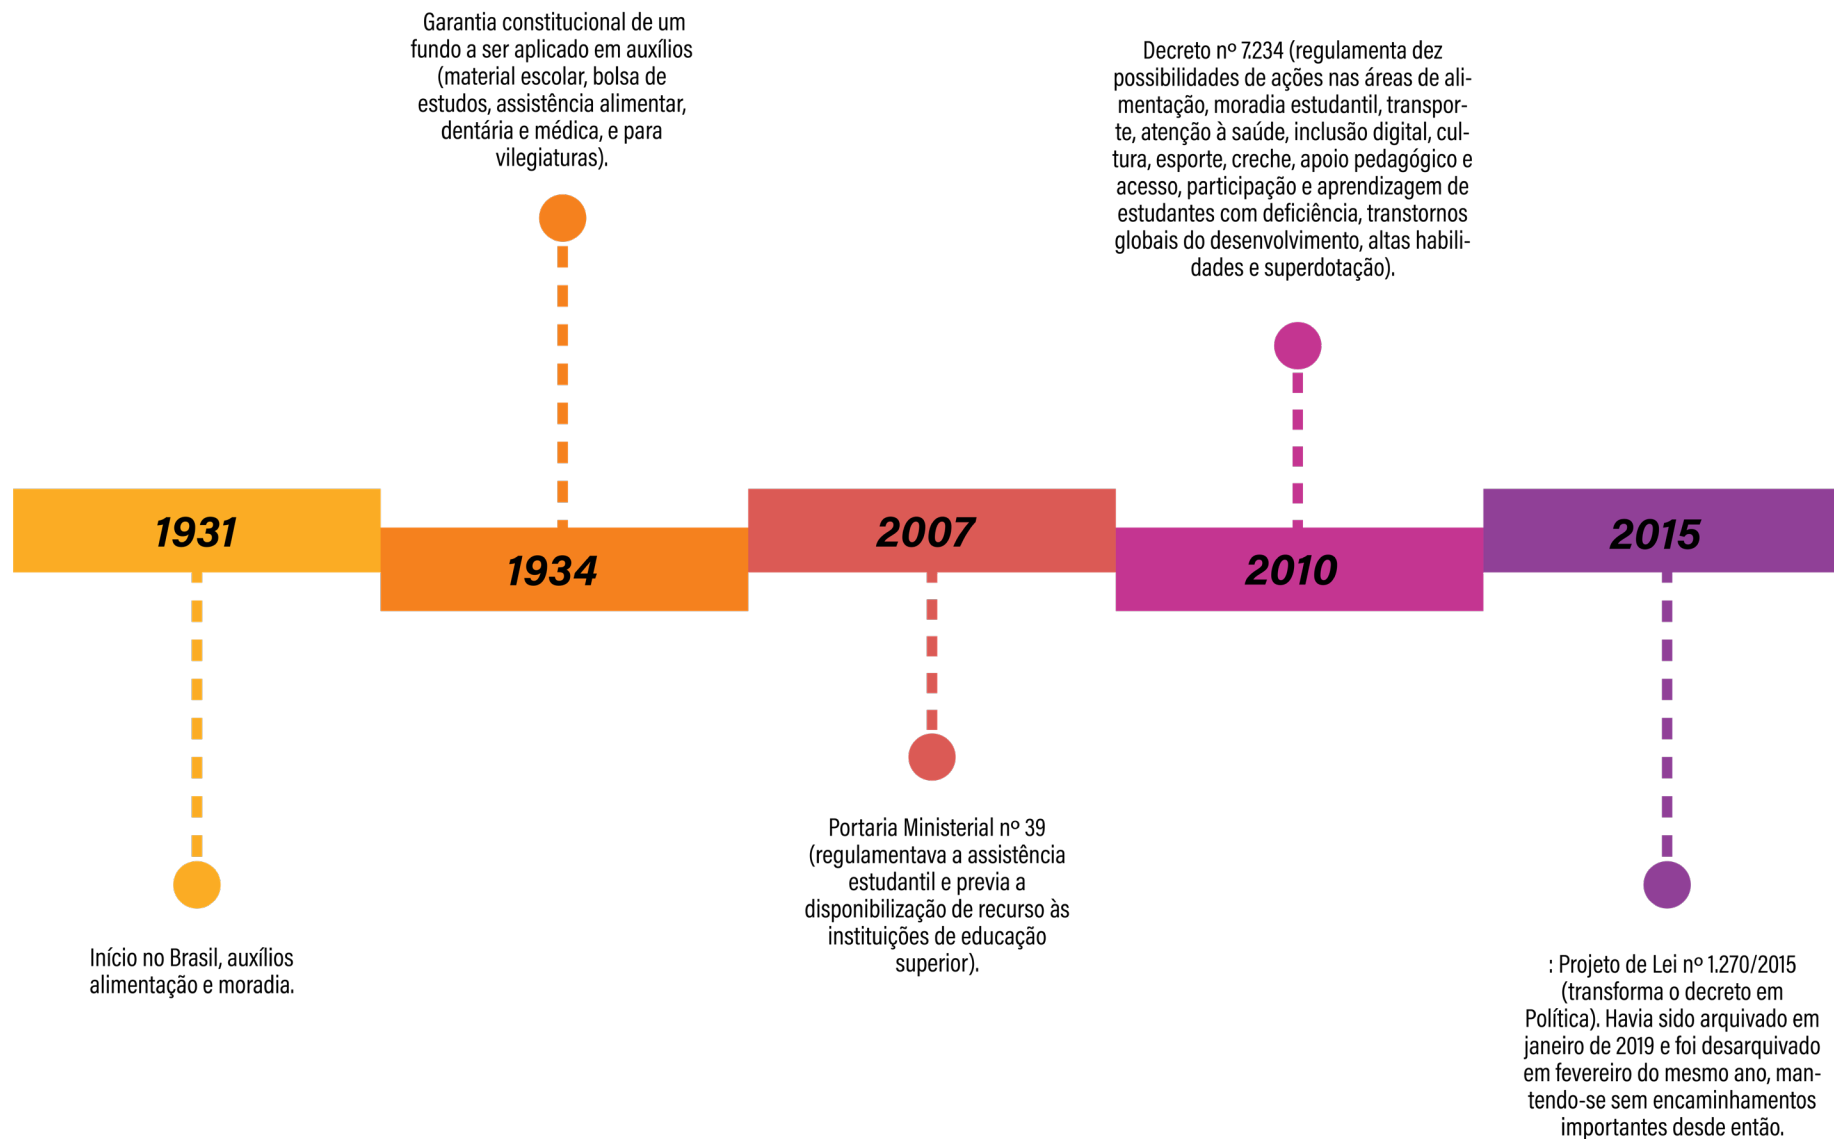 Garantia constitucional de um
fundo a ser aplicado em auxílios
(material escolar, bolsa de
estudos, assistência alimentar,
dentária e médica, e para
vilegiaturas).
Decreto nº 7.234 (regulamenta dez
possibilidades de ações nas áreas de ali-
mentação, moradia estudantil, transpor-
te, atenção à saúde, inclusão digital, cul-
tura, esporte, creche, apoio pedagógico e
acesso, participação e aprendizagem de
estudantes com deficiência, transtornos
globais do desenvolvimento, altas habili-
dades e superdotação).
1931
1934
2007
2010
2015
Início no Brasil, auxílios
alimentação e moradia.
Portaria Ministerial nº 39
(regulamentava a assistência
estudantil e previa a
disponibilização de recurso às
instituições de educação
superior).
: Projeto de Lei nº 1.270/2015
(transforma o decreto em
Política). Havia sido arquivado em
janeiro de 2019 e foi desarquivado
em fevereiro do mesmo ano, man-
tendo-se sem encaminhamentos
importantes desde então.